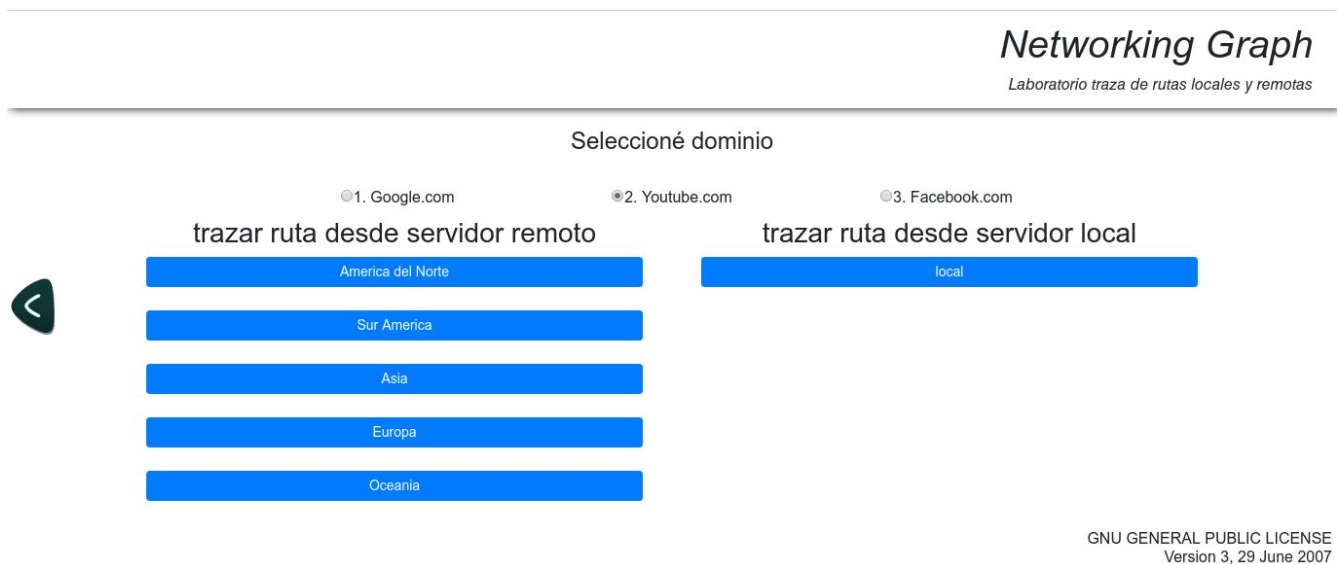 Networking Graph
Laboratorio traza de rutas locales y remotas
Seleccioné dominio
1. Google.com 2. Youtube.com 3. Facebook.com
trazar ruta desde servidor remoto
America del Norte
Sur America
Asia
Europa
Oceania
trazar ruta desde servidor local
local
GNU GENERAL PUBLIC LICENSE
Version 3, 29 June 2007